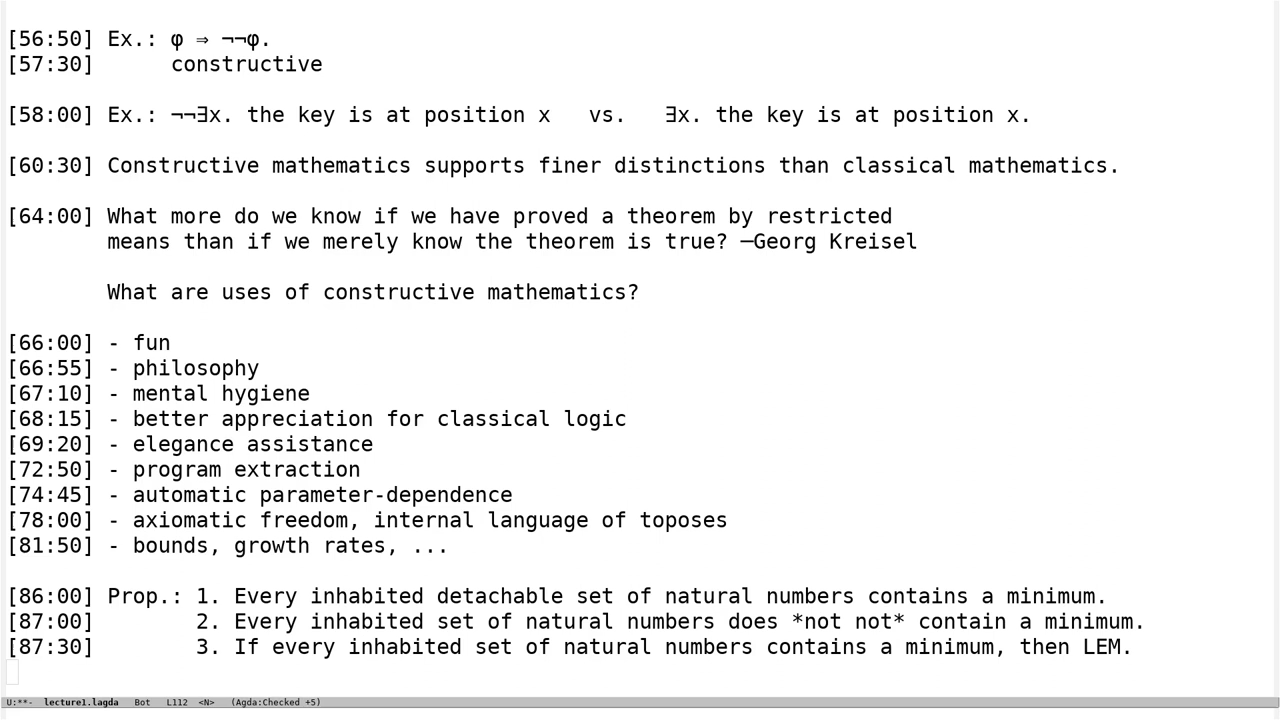 [56:50] Ex.: φ ⇒ ¬¬φ.
[57:30]      constructive
[58:00] Ex.: ¬¬∃x. the key is at position x   vs.   ∃x. the key is at position x.
[60:30] Constructive mathematics supports finer distinctions than classical mathematics.
[64:00] What more do we know if we have proved a theorem by restricted
        means than if we merely know the theorem is true? —Georg Kreisel
        What are uses of constructive mathematics?
[66:00] - fun
[66:55] - philosophy
[67:10] - mental hygiene
[68:15] - better appreciation for classical logic
[69:20] - elegance assistance
[72:50] - program extraction
[74:45] - automatic parameter-dependence
[78:00] - axiomatic freedom, internal language of toposes
[81:50] - bounds, growth rates, ...
[86:00] Prop.: 1. Every inhabited detachable set of natural numbers contains a minimum.
[87:00]        2. Every inhabited set of natural numbers does *not not* contain a minimum.
[87:30]        3. If every inhabited set of natural numbers contains a minimum, then LEM.
U:**-  lecture1.lagda   Bot   L112  <N>   (Agda:Checked +5)